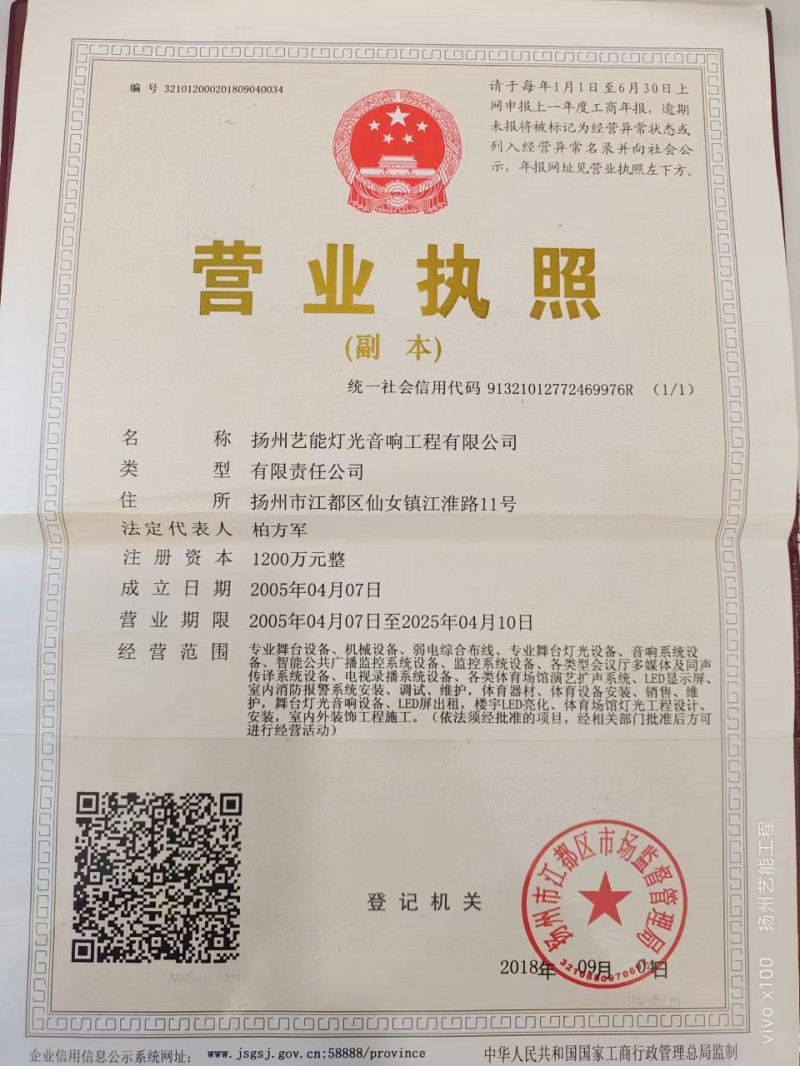 编 号 321012000201809040034
请于每年1月1日至6月30日上
网申报上一年度工商年报，逾期
未报将被标记为经营异常状态或
列入经营异常名录并向社会公
示，年报网址见营业执照左下方。
营业执照
(副 本)
统一社会信用代码 91321012772469976R （1/1）
名 称 扬州艺能灯光音响工程有限公司
类 型 有限责任公司
住 所 扬州市江都区仙女镇江淮路11号
法定代表人 柏方军
注册资本 1200万元整
成立日期 2005年04月07日
营业期限 2005年04月07日至2025年04月10日
经营范围 专业舞台设备、机械设备、弱电综合布线、专业舞台灯光设备、音响系统设
备、智能公共广播监控系统设备、监控系统设备、各类型会议厅多媒体及同声
传译系统设备、电视录播系统设备、各类体育场馆演艺扩声系统、LED显示屏、
室内消防报警系统安装、调试、维护，体育器材、体育设备安装、销售、维
护，舞台灯光音响设备、LED屏出租，楼宇LED亮化、体育场馆灯光工程设计、
安装，室内外装饰工程施工。（依法须经批准的项目，经相关部门批准后方可
进行经营活动）
扬州市江都区市场监督管理局
登记机关
2018年 09月 04日
企业信用信息公示系统网址： www.jsgsj.gov.cn:58888/province
中华人民共和国国家工商行政管理总局监制
vivo x100 扬州艺能工程